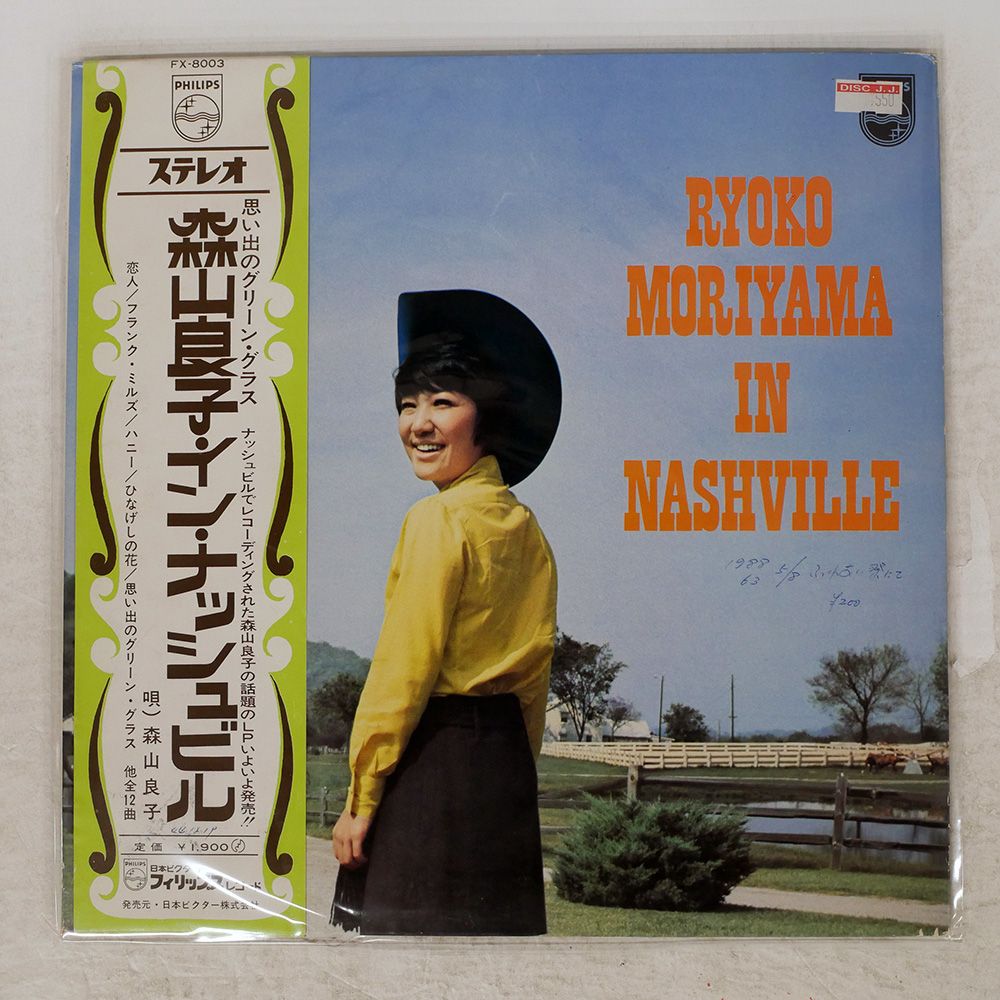 FX-8003
PHILIPS
ステレオ
思い出のグリーン・グラス
ナッシュビルでレコーディングされた森山良子の話題のLPいよいよ発売!!
森山良子・イン・ナッシュビル
恋人/フランク・ミルズ/ハニー/ひなげしの花/思い出のグリーン・グラス 他全12曲
唄)森山良子
定価 ¥1,900
PHILIPS
日本ビクター
フィリップスレコード
発売元・日本ビクター株式会社
DISC J.J.
RYOKO
MORIYAMA
IN
NASHVILLE
1988 5/8
63
¥200